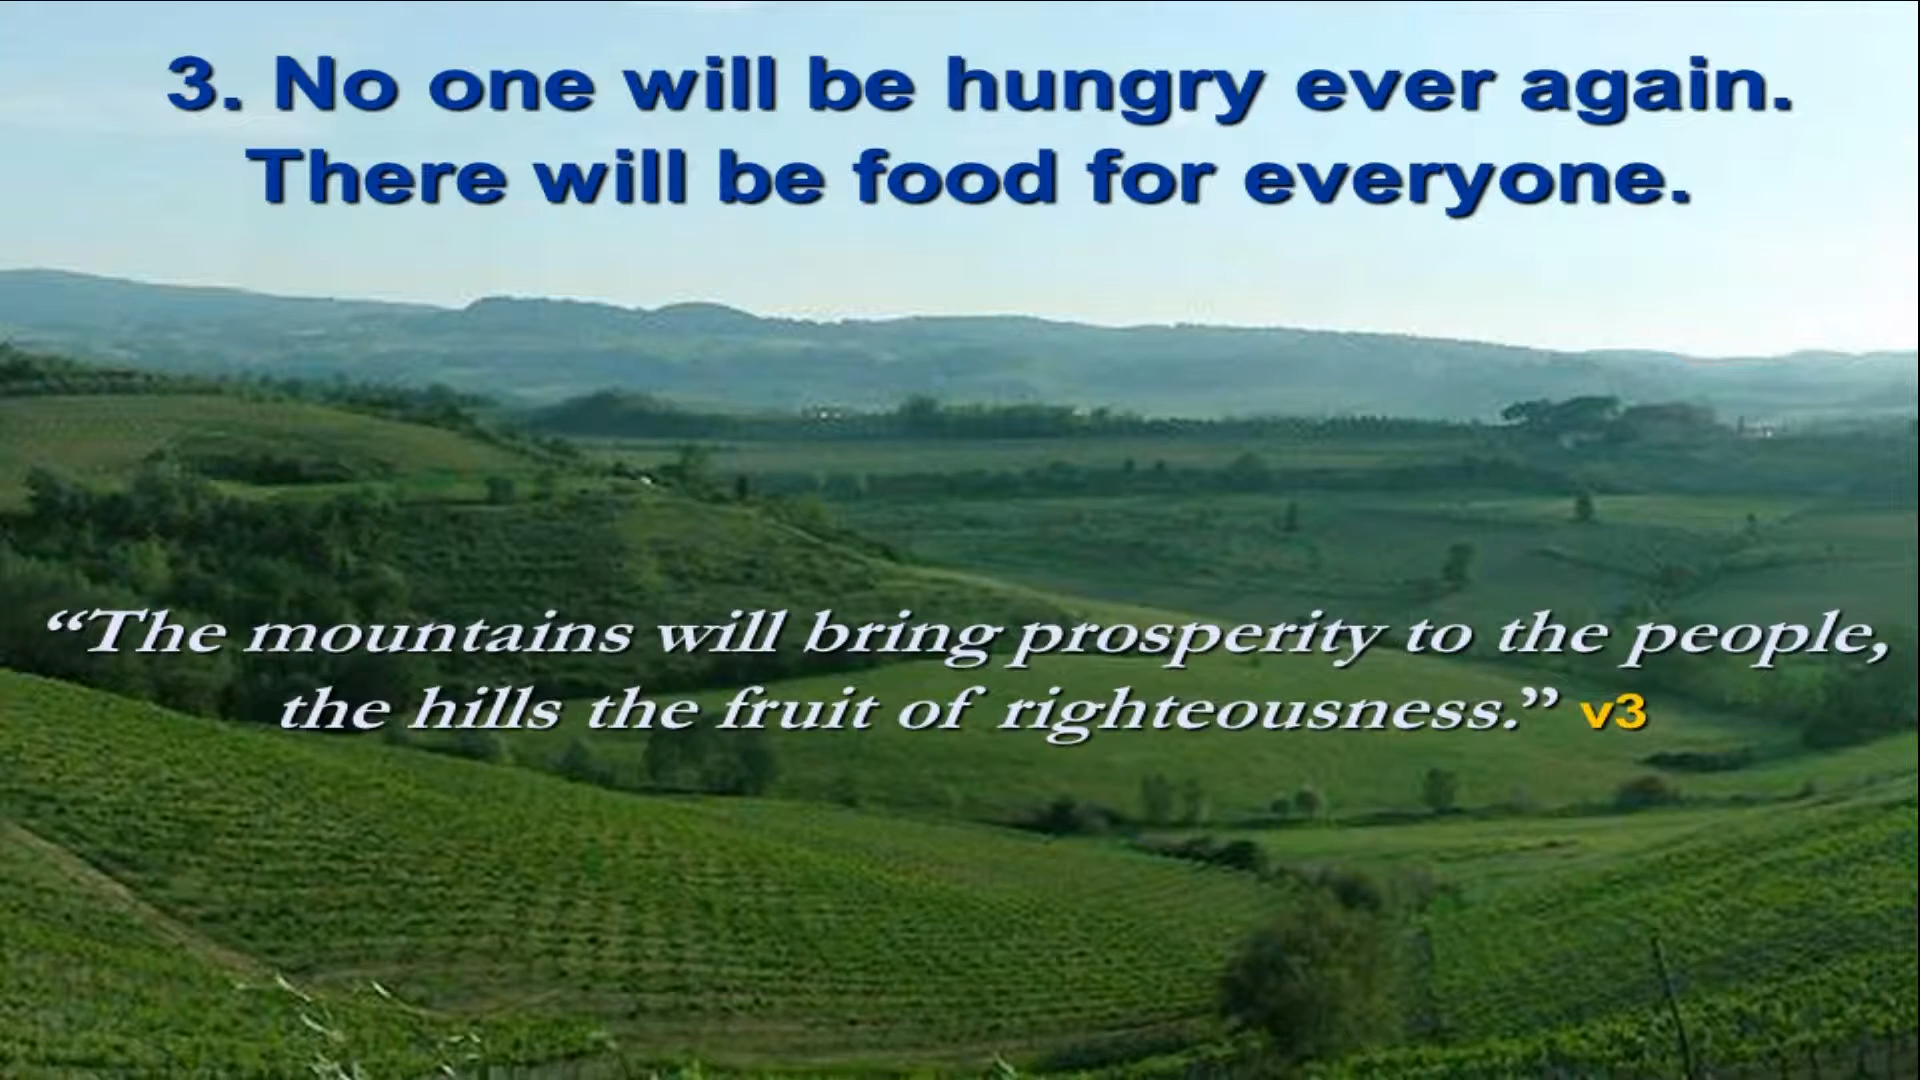 3. No one will be hungry ever again.
There will be food for everyone.
“The mountains will bring prosperity to the people,
the hills the fruit of righteousness.” v3